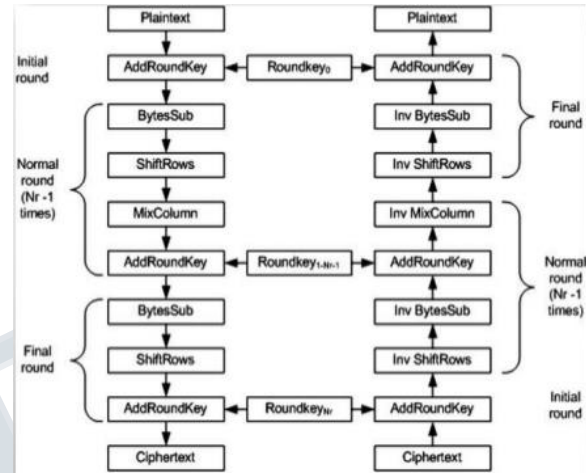 Plaintext
Plaintext
Initial
round
AddRoundKey
Roundkey0
AddRoundKey
BytesSub
Inv BytesSub
Final
round
ShiftRows
Inv ShiftRows
Normal
round
(Nr -1
times)
MixColumn
Inv MixColumn
AddRoundKey
Roundkey1-Nr-1
AddRoundKey
Normal
round
(Nr -1
times)
BytesSub
Inv BytesSub
Final
round
ShiftRows
Inv ShiftRows
AddRoundKey
RoundkeyNr
AddRoundKey
Initial
round
Ciphertext
Ciphertext